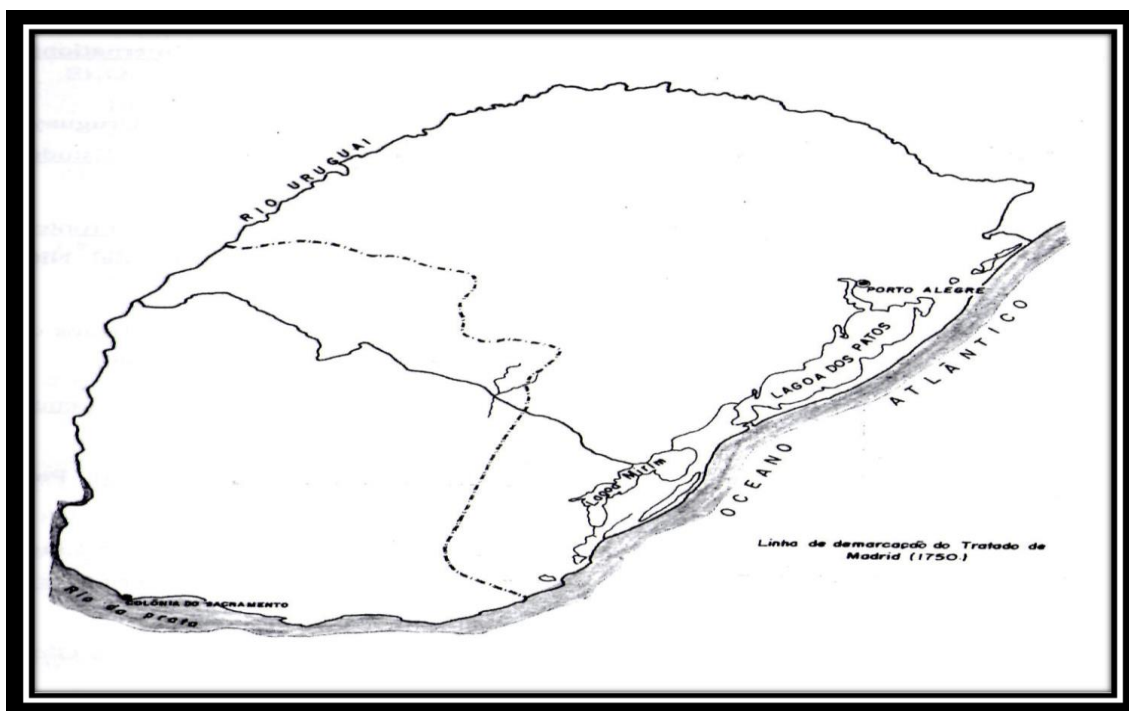 RIO URUGUAI
PORTO ALEGRE
LAGOA DOS PATOS
ATLÂNTICO
Lagoa Mirim
OCEANO
Linha de demarcação do Tratado de
Madrid (1750.)
COLÔNIA DO SACRAMENTO
Rio da prata